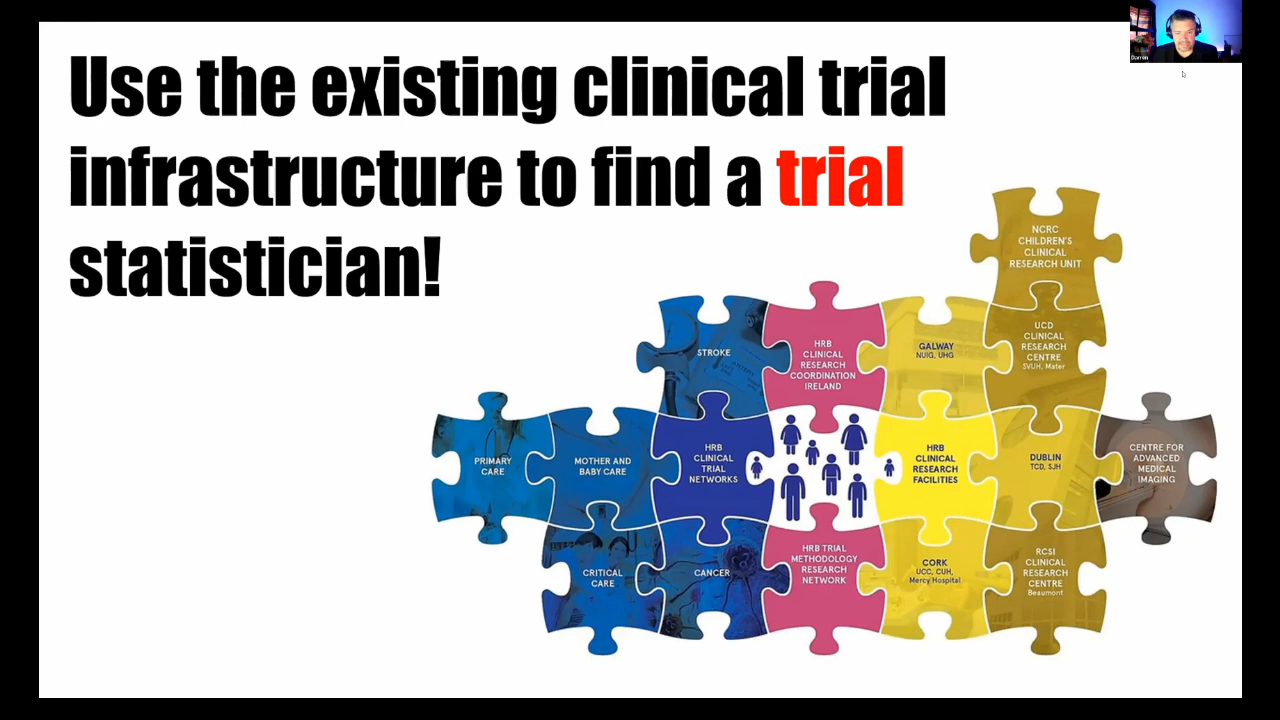 Use the existing clinical trial
infrastructure to find a trial
statistician!
Darren
NCRC
CHILDREN'S
CLINICAL
RESEARCH UNIT
STROKE
HRB
CLINICAL
RESEARCH
COORDINATION
IRELAND
GALWAY
NUIG, UHG
UCD
CLINICAL
RESEARCH
CENTRE
SVUH, Mater
PRIMARY
CARE
MOTHER AND
BABY CARE
HRB
CLINICAL
TRIAL
NETWORKS
HRB
CLINICAL
RESEARCH
FACILITIES
DUBLIN
TCD, SJH
CENTRE FOR
ADVANCED
MEDICAL
IMAGING
CRITICAL
CARE
CANCER
HRB TRIAL
METHODOLOGY
RESEARCH
NETWORK
CORK
UCC, CUH,
Mercy Hospital
RCSI
CLINICAL
RESEARCH
CENTRE
Beaumont